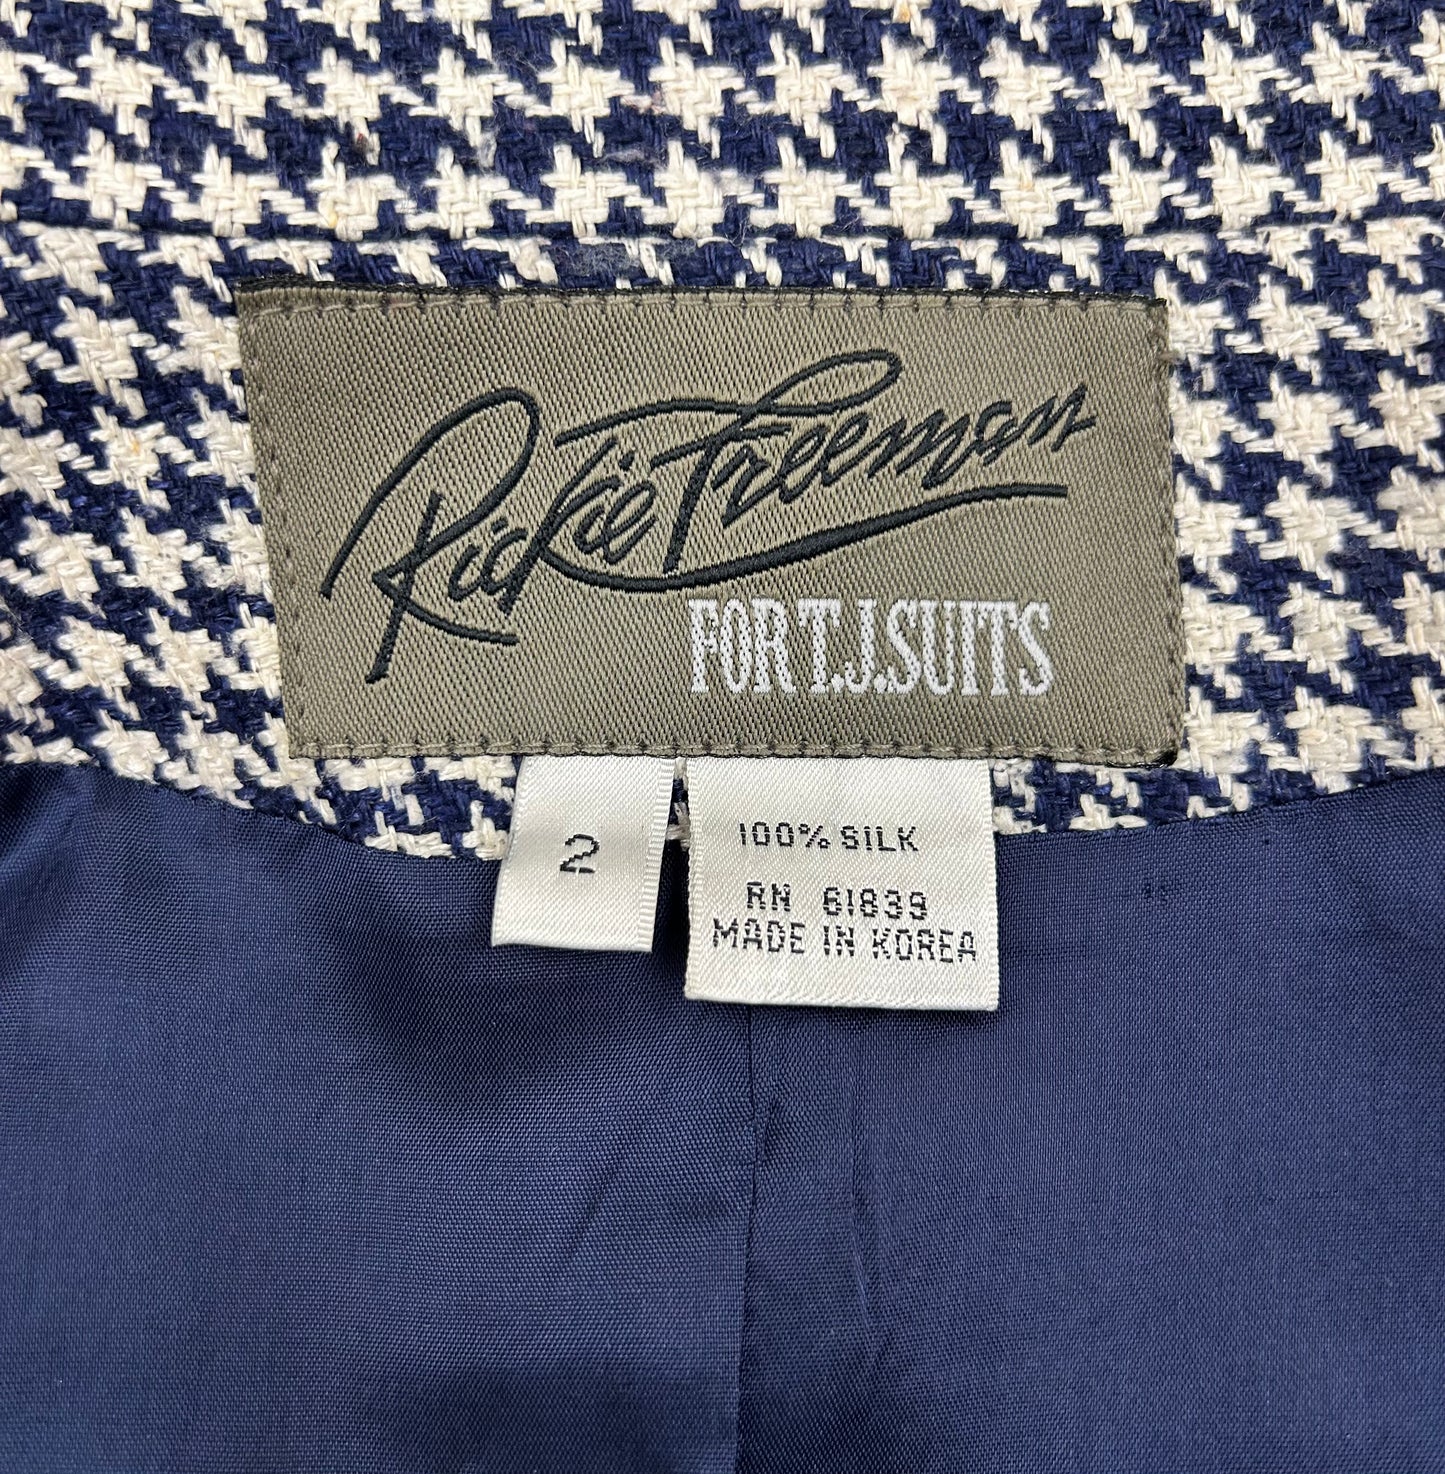 Rickie Freeman
FOR T.J.SUITS
2
100% SILK
RN 61839
MADE IN KOREA